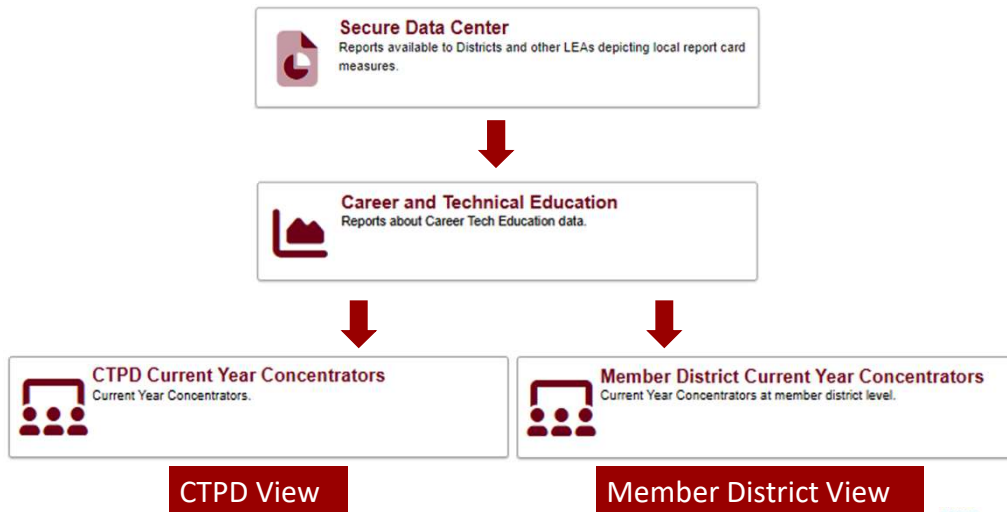 Secure Data Center
Reports available to Districts and other LEAs depicting local report card
measures.
Career and Technical Education
Reports about Career Tech Education data.
CTPD Current Year Concentrators
Current Year Concentrators.
Member District Current Year Concentrators
Current Year Concentrators at member district level.
CTPD View
Member District View